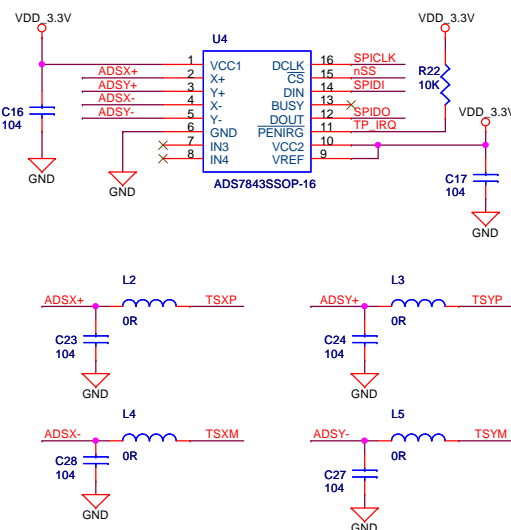 VDD_3.3V
VDD_3.3V
U4
1 VCC1 DCLK 16 SPICLK
ADSX+ 2 X+ CS 15 nSS
ADSY+ 3 Y+ DIN 14 SPIDI
ADSX- 4 X- BUSY 13
ADSY- 5 Y- DOUT 12 SPIDO
6 GND PENIRG 11 TP_IRQ
7 IN3 VCC2 10
8 IN4 VREF 9
ADS7843SSOP-16
R22
10K
VDD_3.3V
C16
104
GND
GND
C17
104
GND
L2
ADSX+ TSXP
0R
C23
104
GND
L3
ADSY+ TSYP
0R
C24
104
GND
L4
ADSX- TSXM
0R
C28
104
GND
L5
ADSY- TSYM
0R
C27
104
GND